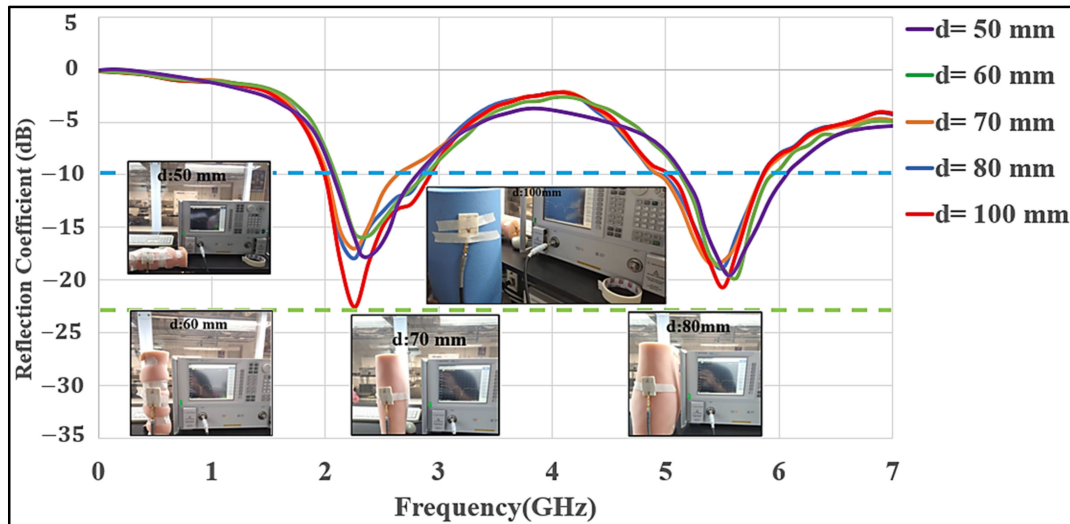 5
0
−5
−10
−15
−20
−25
−30
−35
Reflection Coefficient (dB)
0 1 2 3 4 5 6 7
Frequency(GHz)
d:50 mm
d:100mm
d:60 mm
d:70 mm
d:80mm
d= 50 mm
d= 60 mm
d= 70 mm
d= 80 mm
d= 100 mm